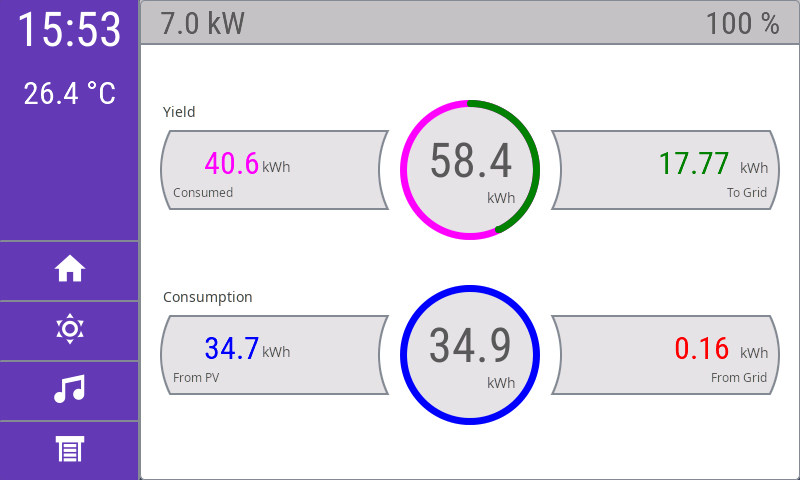 15:53
26.4 °C
7.0 kW
100 %
Yield
40.6 kWh
Consumed
58.4
kWh
17.77 kWh
To Grid
Consumption
34.7 kWh
From PV
34.9
kWh
0.16 kWh
From Grid